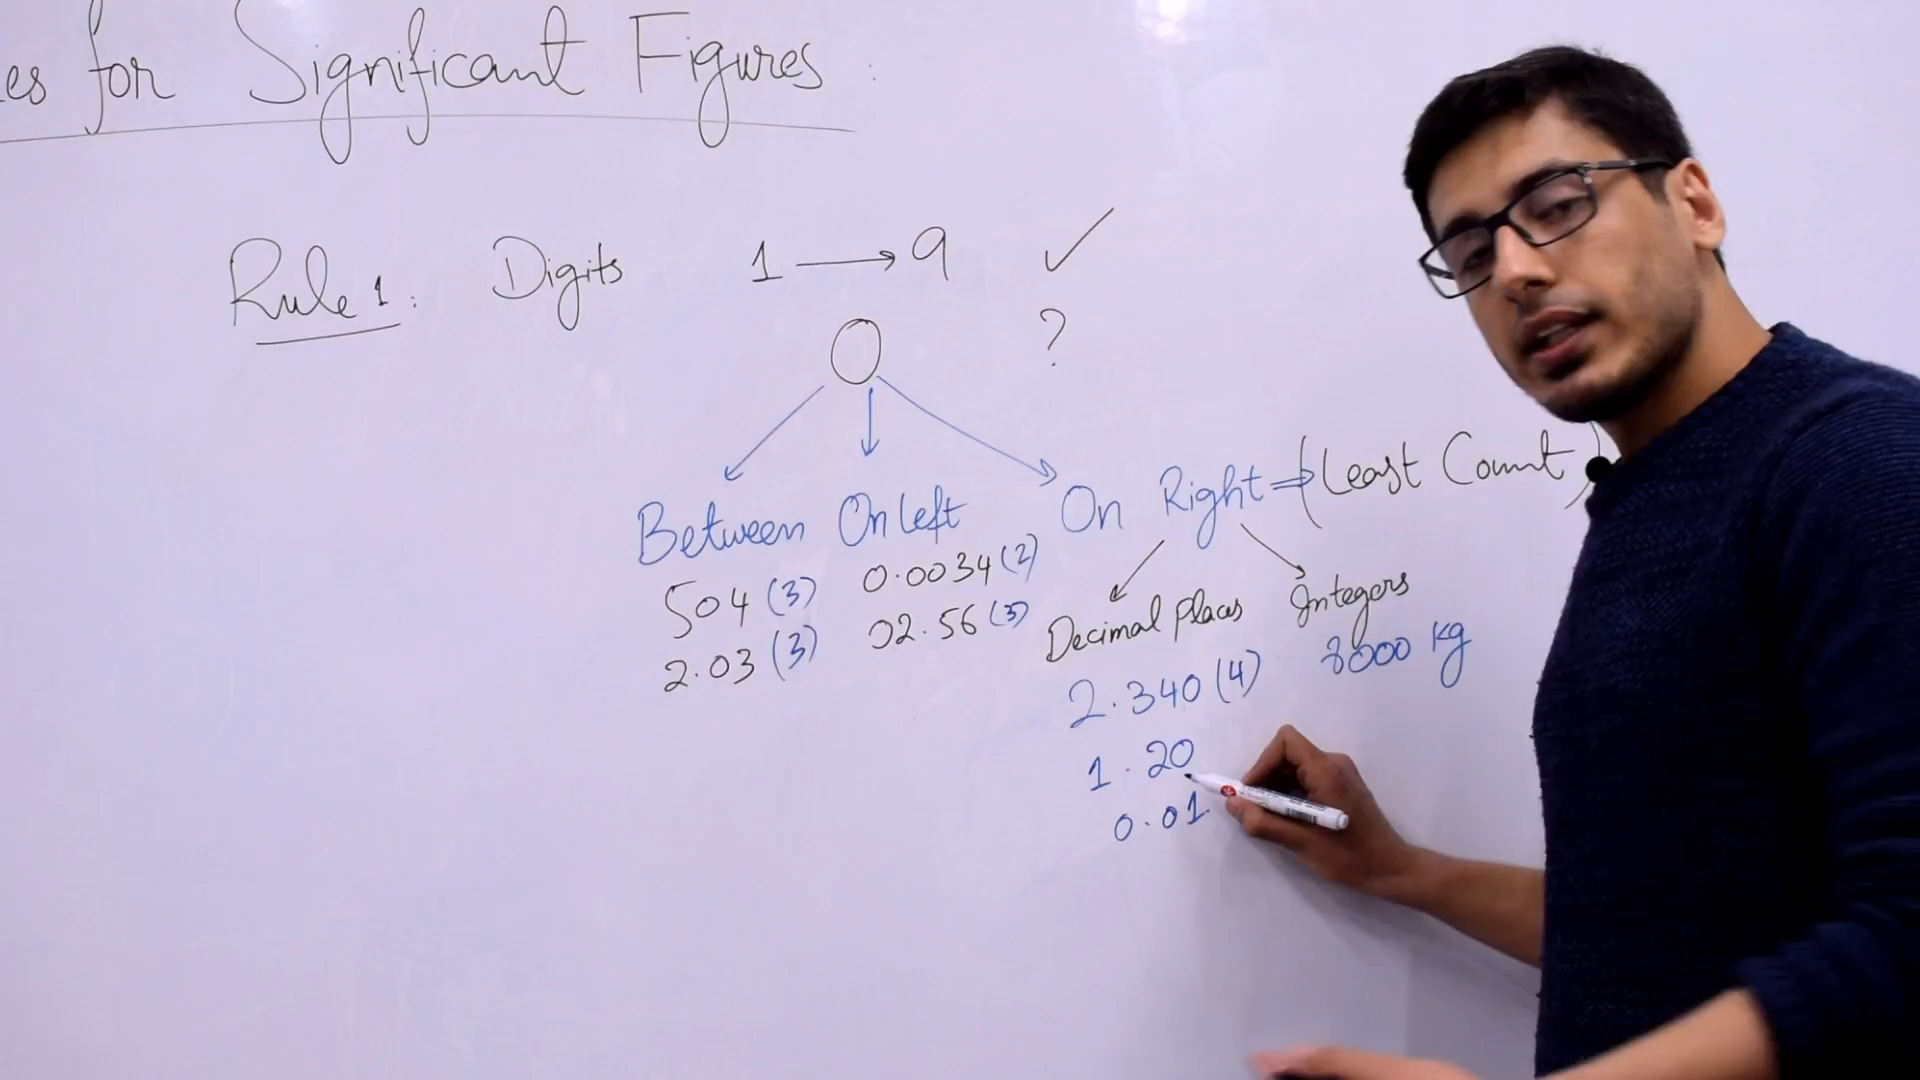 es for Significant Figures :
Rule 1 : Digits 1 → 9 ✓
0 ?
Between On left On Right ⇒ (Least Count)
504 (3) 0.0034 (2)
2.03 (3) 02.56 (3)
Decimal places Integers
2.340 (4) 8000 kg
1.20
0.01